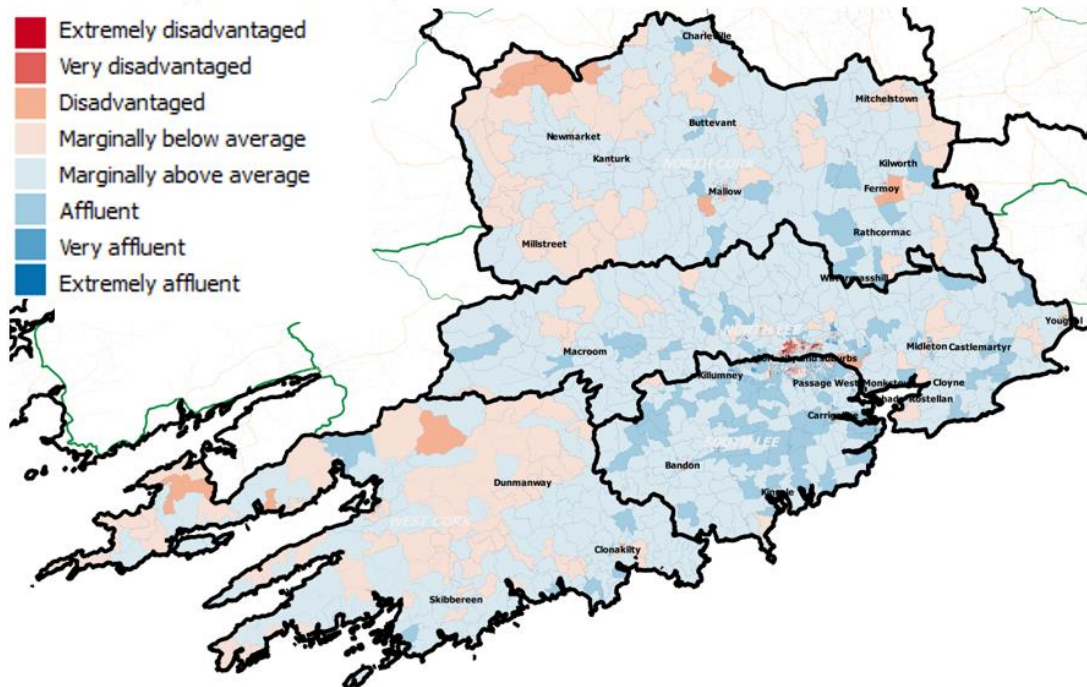 Extremely disadvantaged
Very disadvantaged
Disadvantaged
Marginally below average
Marginally above average
Affluent
Very affluent
Extremely affluent
Charleville
Mitchelstown
Buttevant
Newmarket
Kanturk
NORTH CORK
Kilworth
Mallow
Fermoy
Rathcormac
Millstreet
Watergrasshill
Youghal
NORTH LEE
Macroom
Midleton Castlemartyr
suburbs
Killumney
Passage West Monkstown
Cloyne
Rostellan
Carrigaline
SOUTH LEE
Bandon
Dunmanway
Kinsale
WEST CORK
Clonakilty
Skibbereen